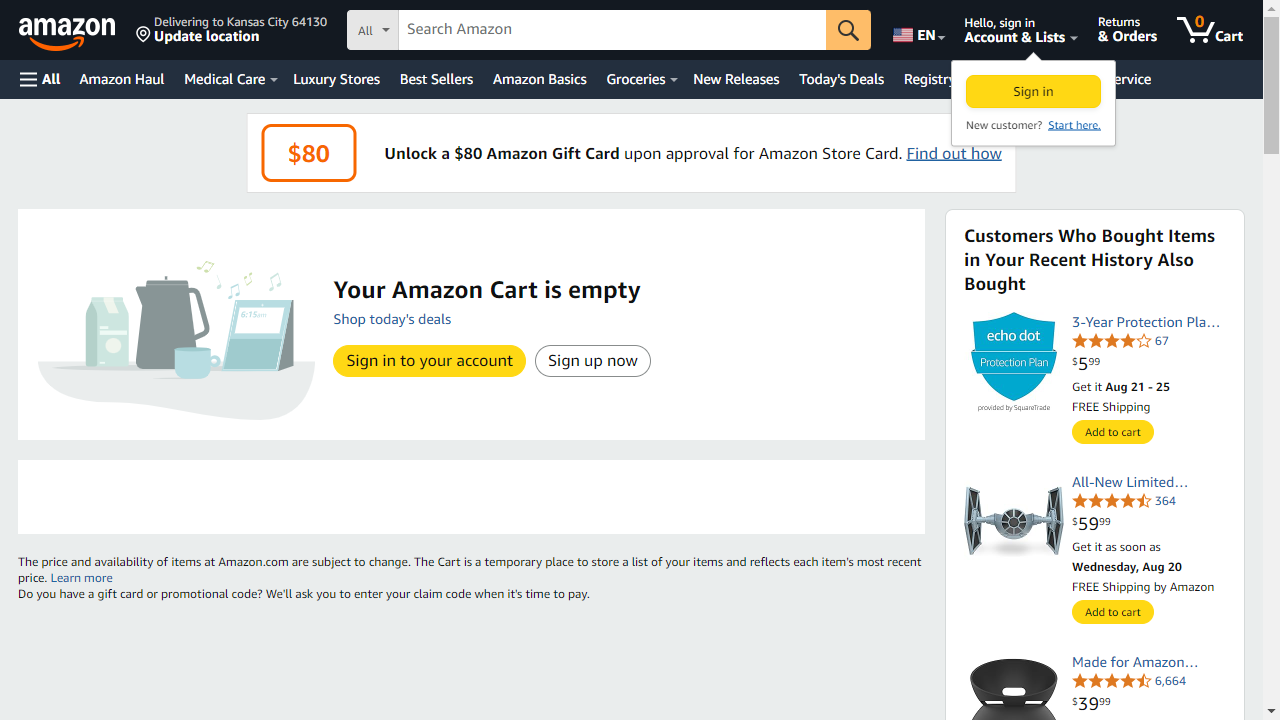 amazon
Delivering to Kansas City 64130
Update location
All
Search Amazon
EN
Hello, sign in
Account & Lists
Returns
& Orders
0
Cart
All
Amazon Haul
Medical Care
Luxury Stores
Best Sellers
Amazon Basics
Groceries
New Releases
Today's Deals
Registry
ervice
Sign in
New customer? Start here.
$80
Unlock a $80 Amazon Gift Card upon approval for Amazon Store Card. Find out how
6:15am
Your Amazon Cart is empty
Shop today's deals
Sign in to your account
Sign up now
The price and availability of items at Amazon.com are subject to change. The Cart is a temporary place to store a list of your items and reflects each item's most recent
price. Learn more
Do you have a gift card or promotional code? We'll ask you to enter your claim code when it's time to pay.
Customers Who Bought Items
in Your Recent History Also
Bought
echo dot
Protection Plan
provided by SquareTrade
3-Year Protection Pla…
67
$5.99
Get it Aug 21 - 25
FREE Shipping
Add to cart
All-New Limited…
364
$59.99
Get it as soon as
Wednesday, Aug 20
FREE Shipping by Amazon
Add to cart
Made for Amazon…
6,664
$39.99